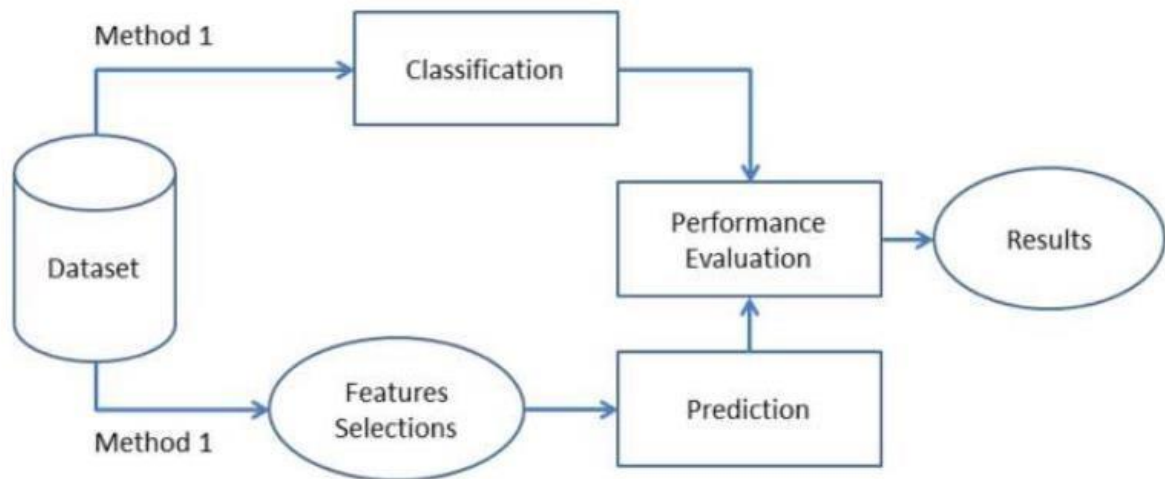 Method 1
Classification
Dataset
Performance
Evaluation
Results
Features
Selections
Prediction
Method 1